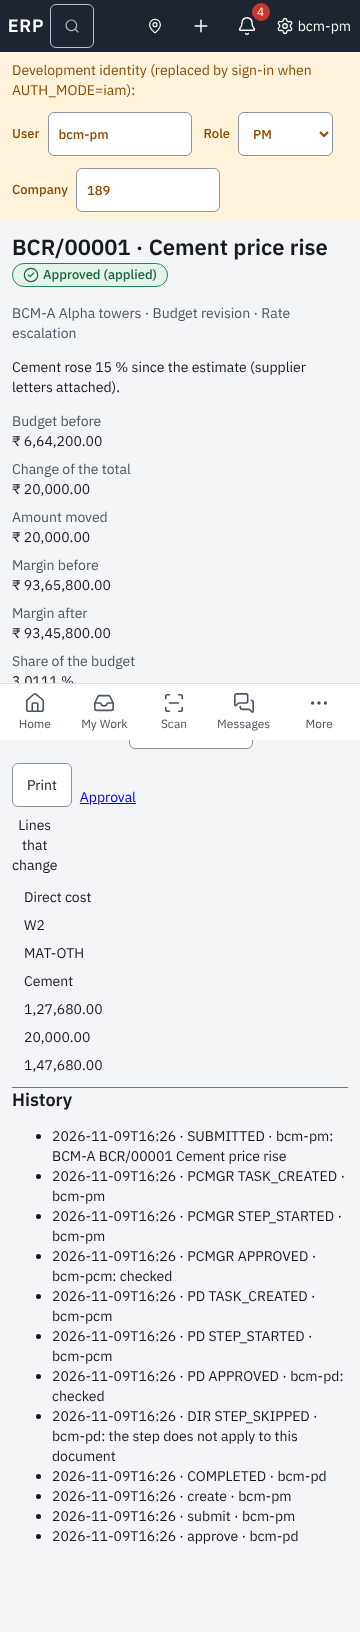 ERP
4
bcm-pm
Development identity (replaced by sign-in when
AUTH_MODE=iam):
User
bcm-pm
Role
PM
Company
189
BCR/00001 · Cement price rise
Approved (applied)
BCM-A Alpha towers · Budget revision · Rate
escalation
Cement rose 15 % since the estimate (supplier
letters attached).
Budget before
₹ 6,64,200.00
Change of the total
₹ 20,000.00
Amount moved
₹ 20,000.00
Margin before
₹ 93,65,800.00
Margin after
₹ 93,45,800.00
Share of the budget
3.0111 %
Home
My Work
Scan
Messages
More
Print
Approval
Lines
that
change
Direct cost
W2
MAT-OTH
Cement
1,27,680.00
20,000.00
1,47,680.00
History
2026-11-09T16:26 · SUBMITTED · bcm-pm:
BCM-A BCR/00001 Cement price rise
2026-11-09T16:26 · PCMGR TASK_CREATED ·
bcm-pm
2026-11-09T16:26 · PCMGR STEP_STARTED ·
bcm-pm
2026-11-09T16:26 · PCMGR APPROVED ·
bcm-pcm: checked
2026-11-09T16:26 · PD TASK_CREATED ·
bcm-pcm
2026-11-09T16:26 · PD STEP_STARTED ·
bcm-pcm
2026-11-09T16:26 · PD APPROVED · bcm-pd:
checked
2026-11-09T16:26 · DIR STEP_SKIPPED ·
bcm-pd: the step does not apply to this
document
2026-11-09T16:26 · COMPLETED · bcm-pd
2026-11-09T16:26 · create · bcm-pm
2026-11-09T16:26 · submit · bcm-pm
2026-11-09T16:26 · approve · bcm-pd